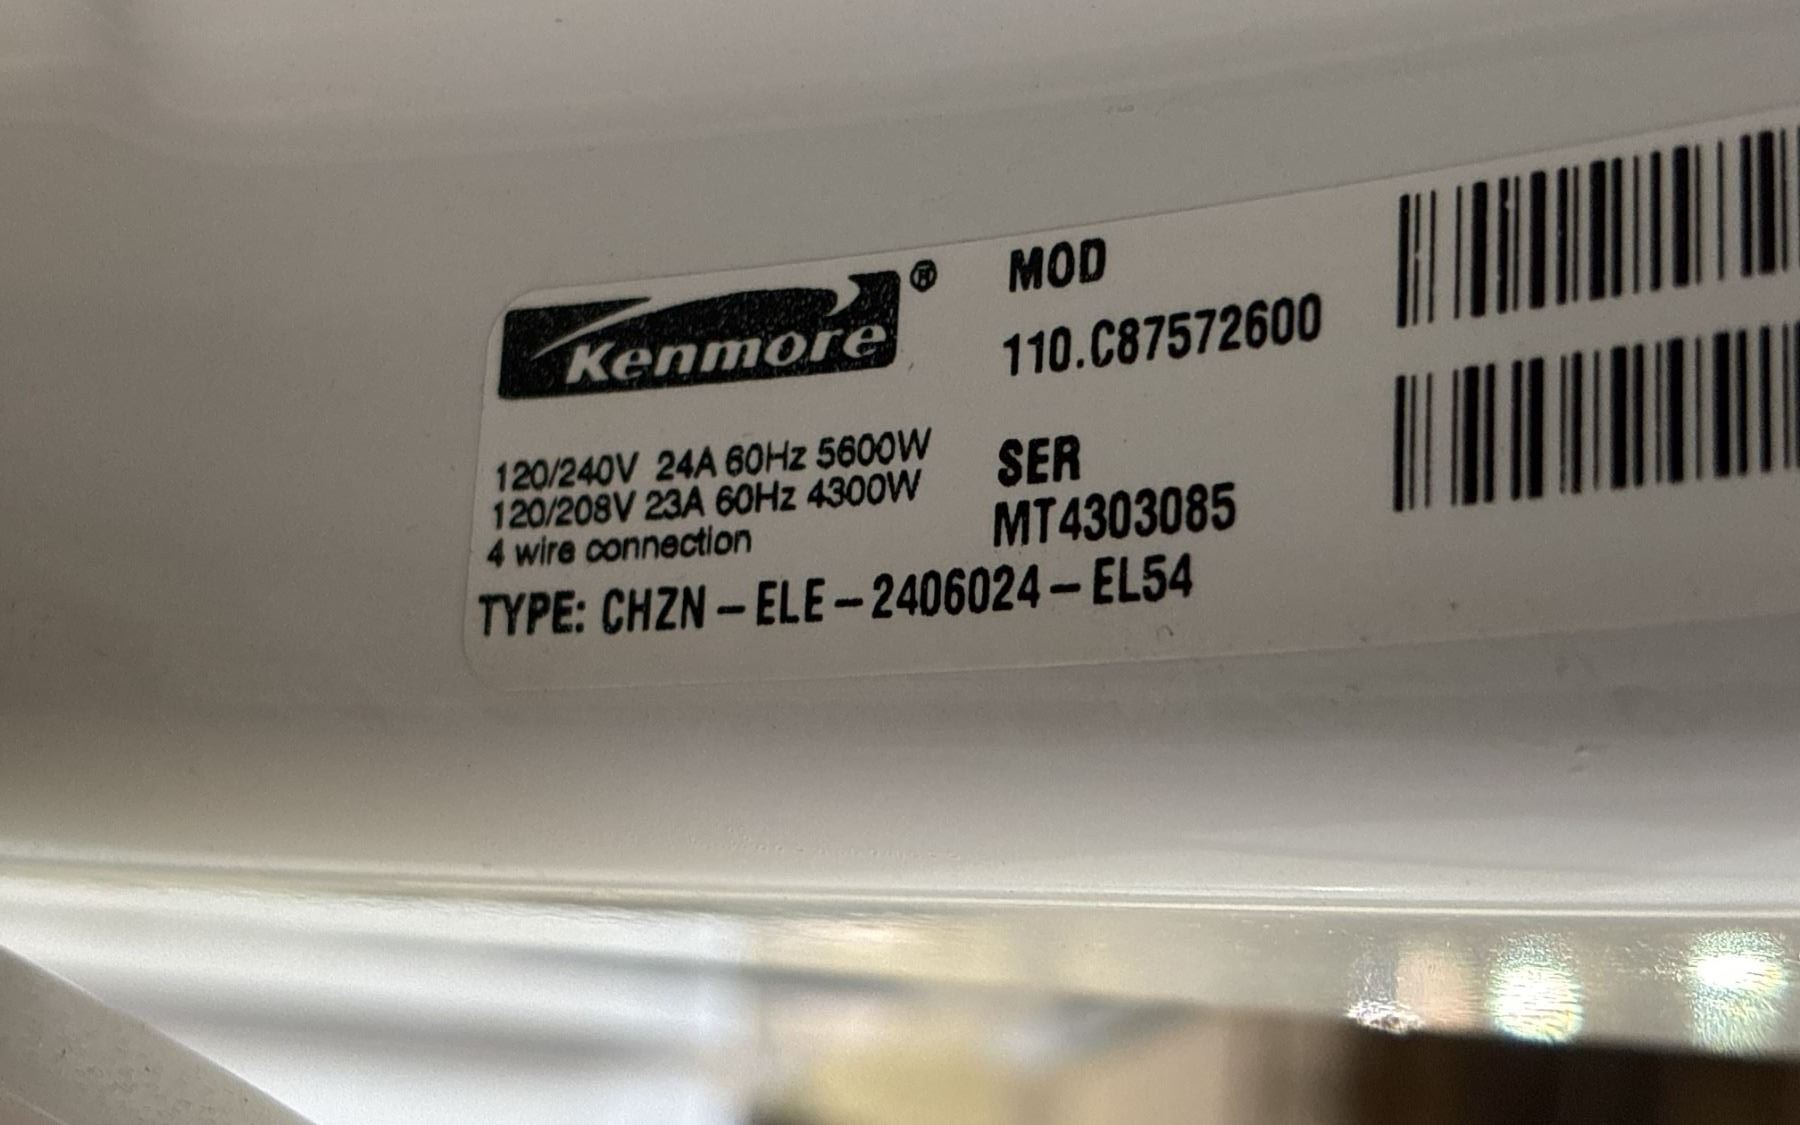 Kenmore®
MOD
110.C87572600
120/240V 24A 60Hz 5600W
120/208V 23A 60Hz 4300W
4 wire connection
SER
MT4303085
TYPE: CHZN – ELE – 2406024 – EL54